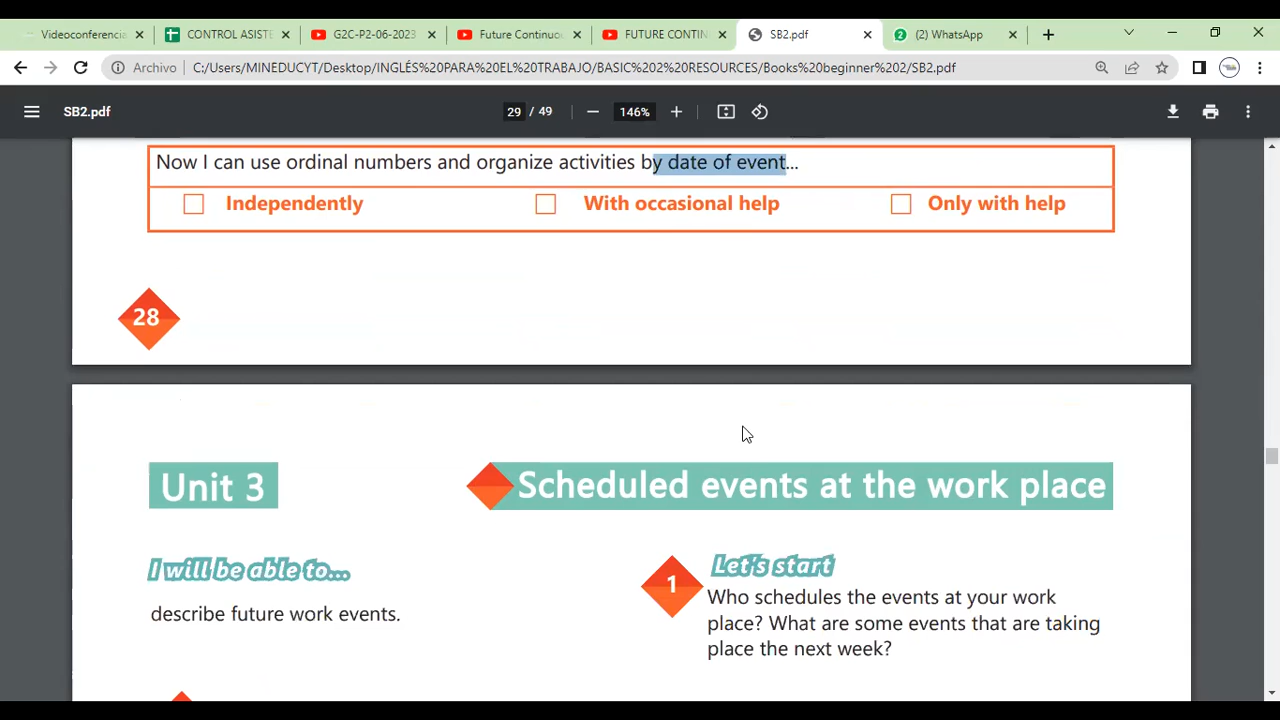 Videoconferencia
CONTROL ASISTE
G2C-P2-06-2023
Future Continuo
FUTURE CONTIN
SB2.pdf
(2) WhatsApp
Archivo
C:/Users/MINEDUCYT/Desktop/INGLÉS%20PARA%20EL%20TRABAJO/BASIC%202%20RESOURCES/Books%20beginner%202/SB2.pdf
SB2.pdf
29 / 49
146%
Now I can use ordinal numbers and organize activities by date of event...
Independently
With occasional help
Only with help
28
Unit 3
Scheduled events at the work place
I will be able to...
describe future work events.
1
Let's start
Who schedules the events at your work
place? What are some events that are taking
place the next week?